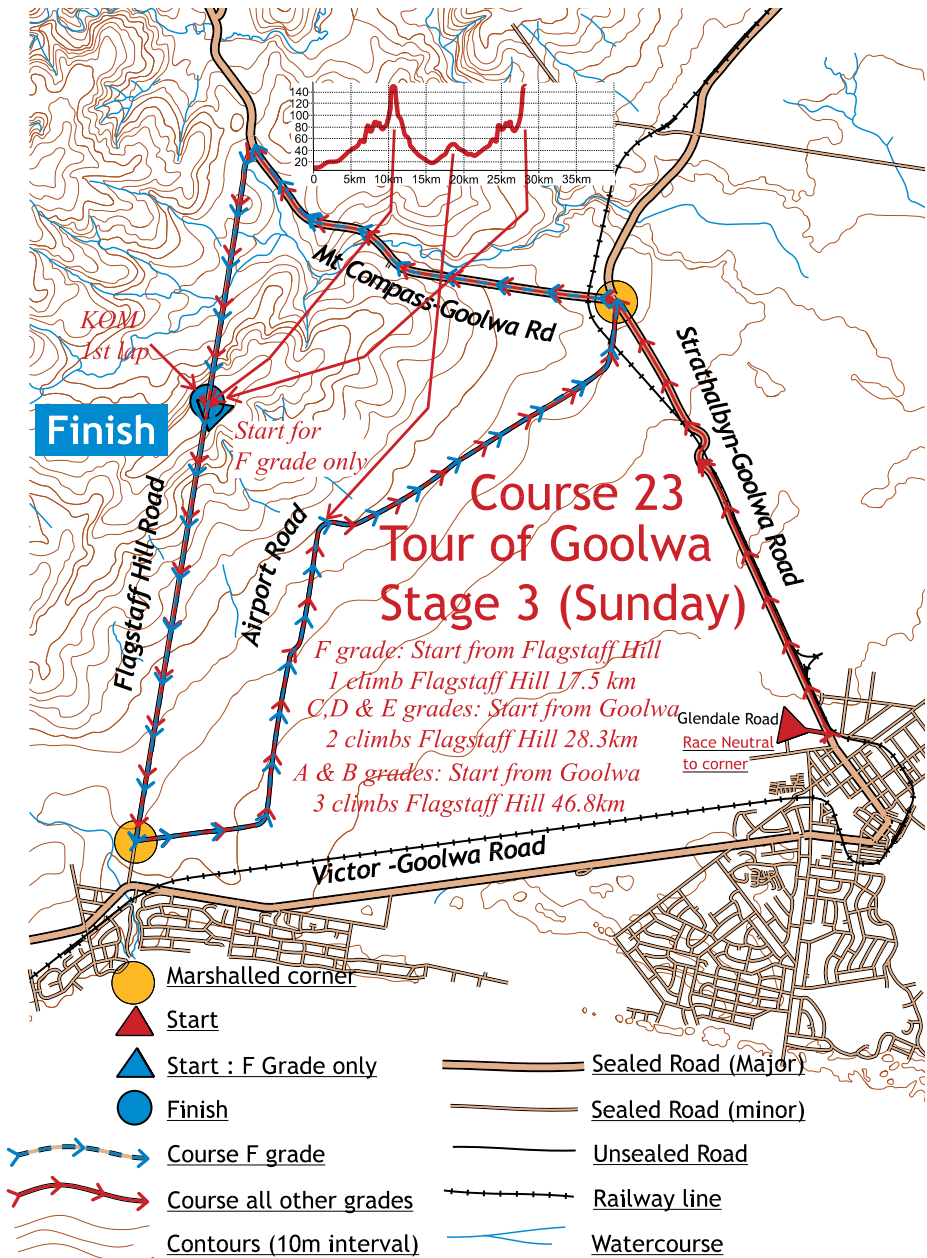 140
120
100
80
60
40
20
0 5km 10km 15km 20km 25km 30km 35km
Mt Compass-Goolwa Rd
KOM
1st lap
Strathalbyn-Goolwa Road
Finish
Start for
F grade only
Flagstaff Hill Road
Airport Road
Course 23
Tour of Goolwa
Stage 3 (Sunday)
F grade: Start from Flagstaff Hill
1 climb Flagstaff Hill 17.5 km
C,D & E grades: Start from Goolwa
2 climbs Flagstaff Hill 28.3km
A & B grades: Start from Goolwa
3 climbs Flagstaff Hill 46.8km
Glendale Road
Race Neutral
to corner
Victor -Goolwa Road
Marshalled corner
Start
Start : F Grade only
Finish
Course F grade
Course all other grades
Contours (10m interval)
Sealed Road (Major)
Sealed Road (minor)
Unsealed Road
Railway line
Watercourse